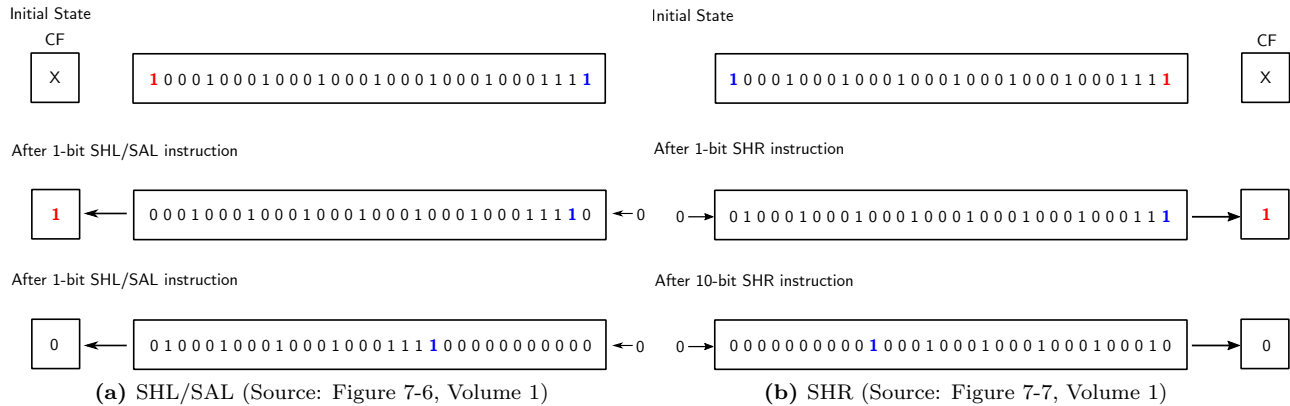 Initial State
CF
X
1 0 0 0 1 0 0 0 1 0 0 0 1 0 0 0 1 0 0 0 1 0 0 0 1 0 0 0 1 1 1 1
After 1-bit SHL/SAL instruction
1
0 0 0 1 0 0 0 1 0 0 0 1 0 0 0 1 0 0 0 1 0 0 0 1 0 0 0 1 1 1 1 0
0
After 1-bit SHL/SAL instruction
0
0 1 0 0 0 1 0 0 0 1 0 0 0 1 0 0 0 1 1 1 1 0 0 0 0 0 0 0 0 0 0 0
0
(a) SHL/SAL (Source: Figure 7-6, Volume 1)
Initial State
CF
1 0 0 0 1 0 0 0 1 0 0 0 1 0 0 0 1 0 0 0 1 0 0 0 1 0 0 0 1 1 1 1
X
After 1-bit SHR instruction
0
0 1 0 0 0 1 0 0 0 1 0 0 0 1 0 0 0 1 0 0 0 1 0 0 0 1 0 0 0 1 1 1
1
After 10-bit SHR instruction
0
0 0 0 0 0 0 0 0 0 0 1 0 0 0 1 0 0 0 1 0 0 0 1 0 0 0 1 0 0 0 1 0
0
(b) SHR (Source: Figure 7-7, Volume 1)